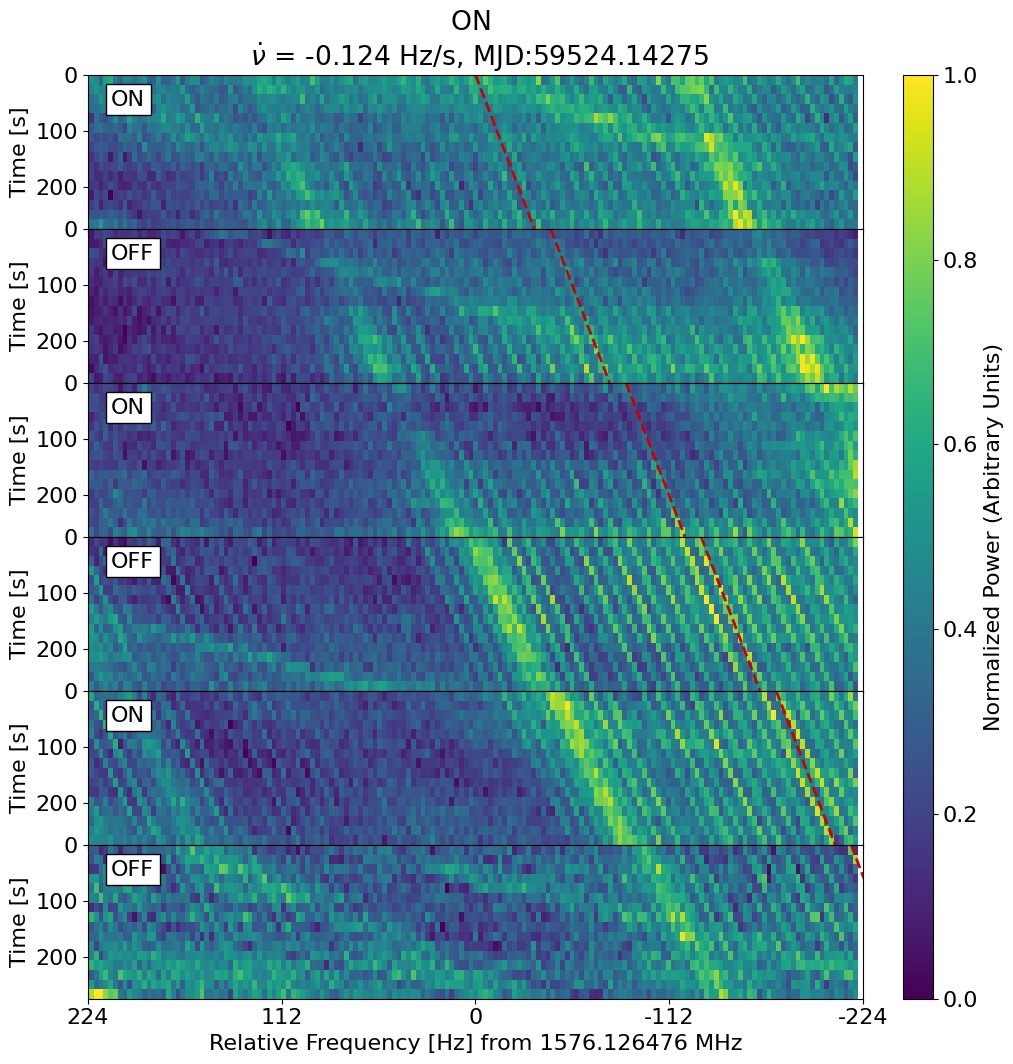 ON
ν̇ = -0.124 Hz/s, MJD:59524.14275
ON
OFF
ON
OFF
ON
OFF
Time [s]
0
100
200
Time [s]
0
100
200
Time [s]
0
100
200
Time [s]
0
100
200
Time [s]
0
100
200
Time [s]
0
100
200
224
112
0
-112
-224
Relative Frequency [Hz] from 1576.126476 MHz
1.0
0.8
0.6
0.4
0.2
0.0
Normalized Power (Arbitrary Units)